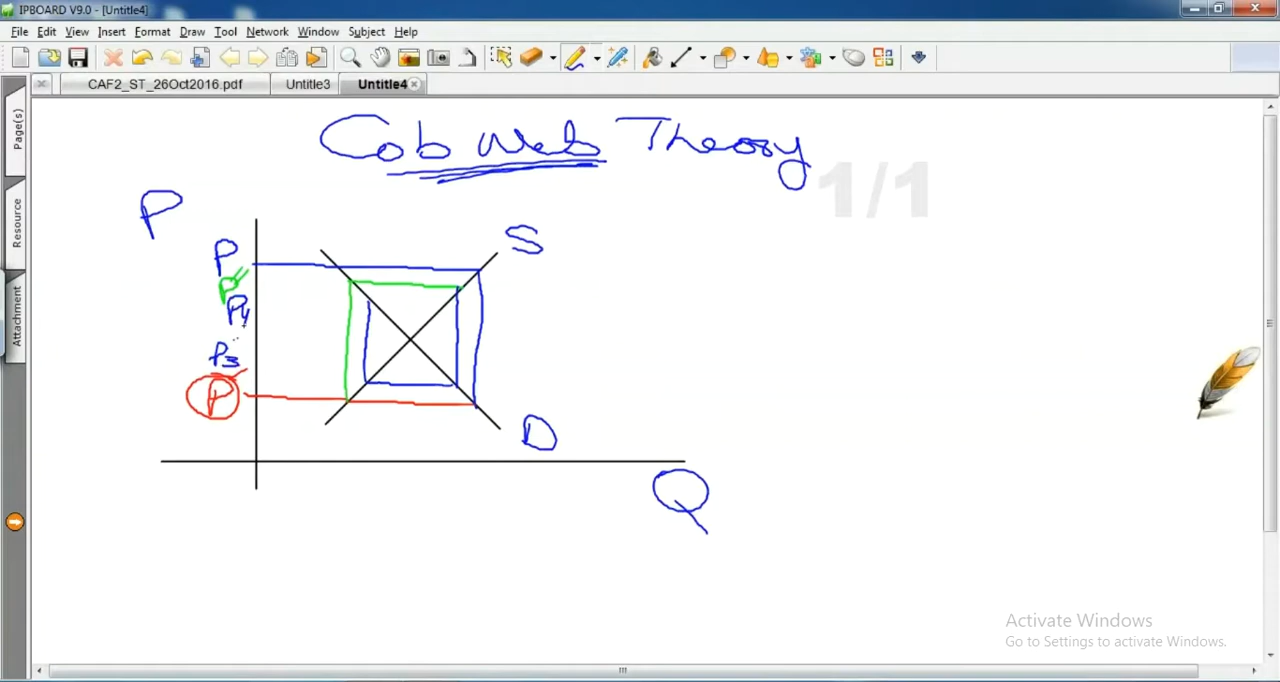 IPBOARD V9.0 - [Untitle4]
File Edit View Insert Format Draw Tool Network Window Subject Help
CAF2_ST_26Oct2016.pdf Untitle3 Untitle4
Page(s)
Resource
Attachment
Cob Web Theory
1/1
P
S
P
P
P4
P3
P
D
Q
Activate Windows
Go to Settings to activate Windows.